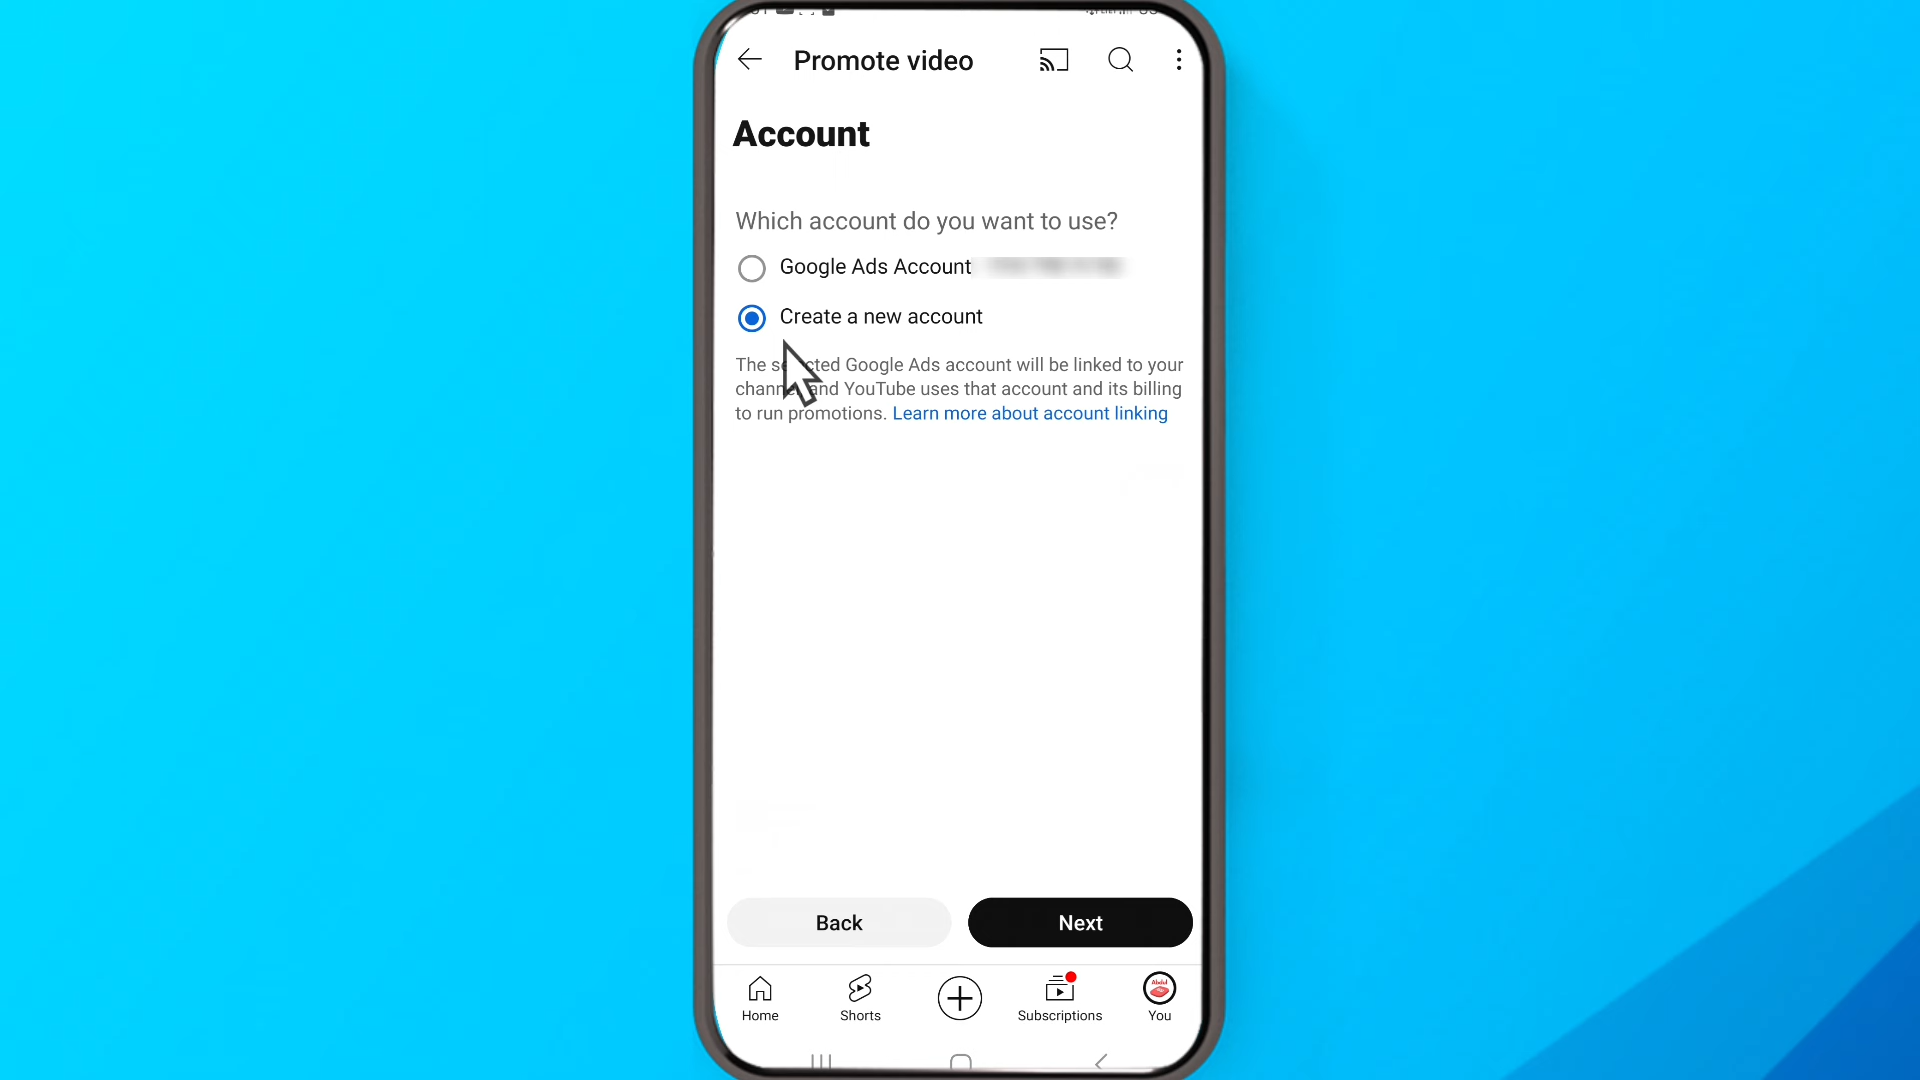 Promote video
Account
Which account do you want to use?
Google Ads Account
Create a new account
The selected Google Ads account will be linked to your
channel and YouTube uses that account and its billing
to run promotions. Learn more about account linking
Back
Next
Home
Shorts
Subscriptions
You
Abdul